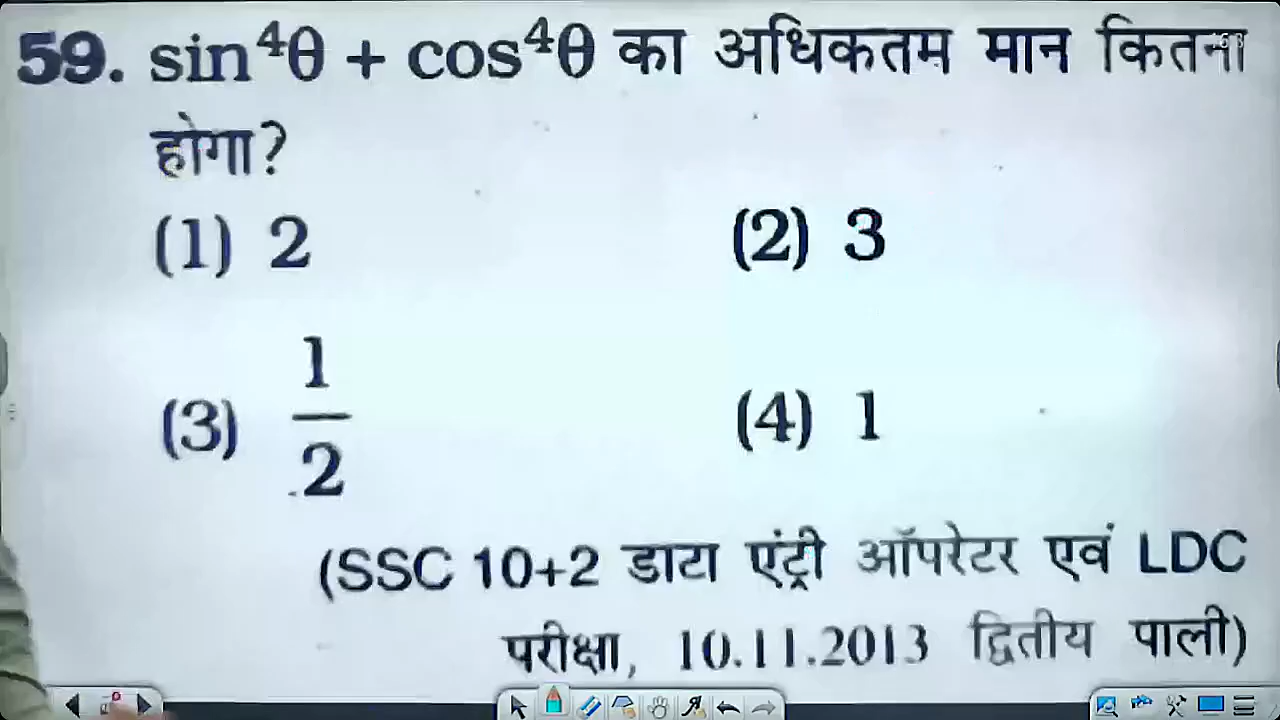 59. sin⁴θ + cos⁴θ का अधिकतम मान कितना
होगा?
(1) 2 (2) 3
(3) 1/2 (4) 1
(SSC 10+2 डाटा एंट्री ऑपरेटर एवं LDC
परीक्षा, 10.11.2013 द्वितीय पाली)